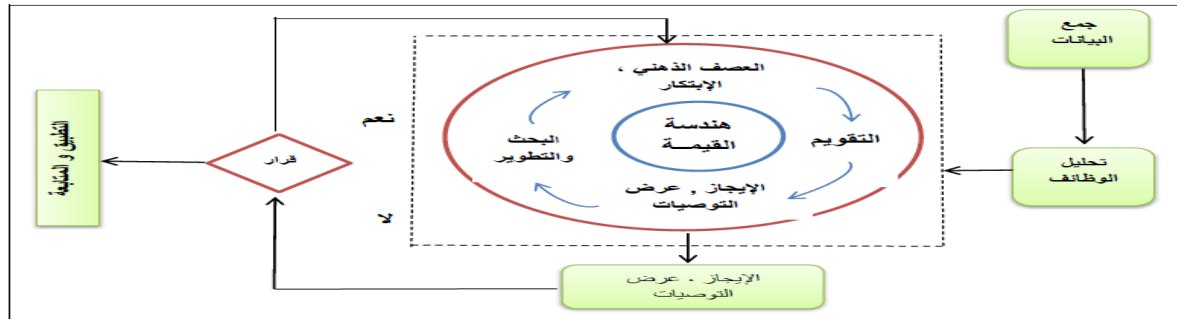 جمع
البيانات
تحليل
الوظائف
العصف الذهني ،
الإبتكار
التقويم
الإيجاز , عرض
التوصيات
البحث
والتطوير
هندسة
القيمــة
الإيجاز . عرض
التوصيات
نعم
لا
قرار
التطبيق و المتابعة